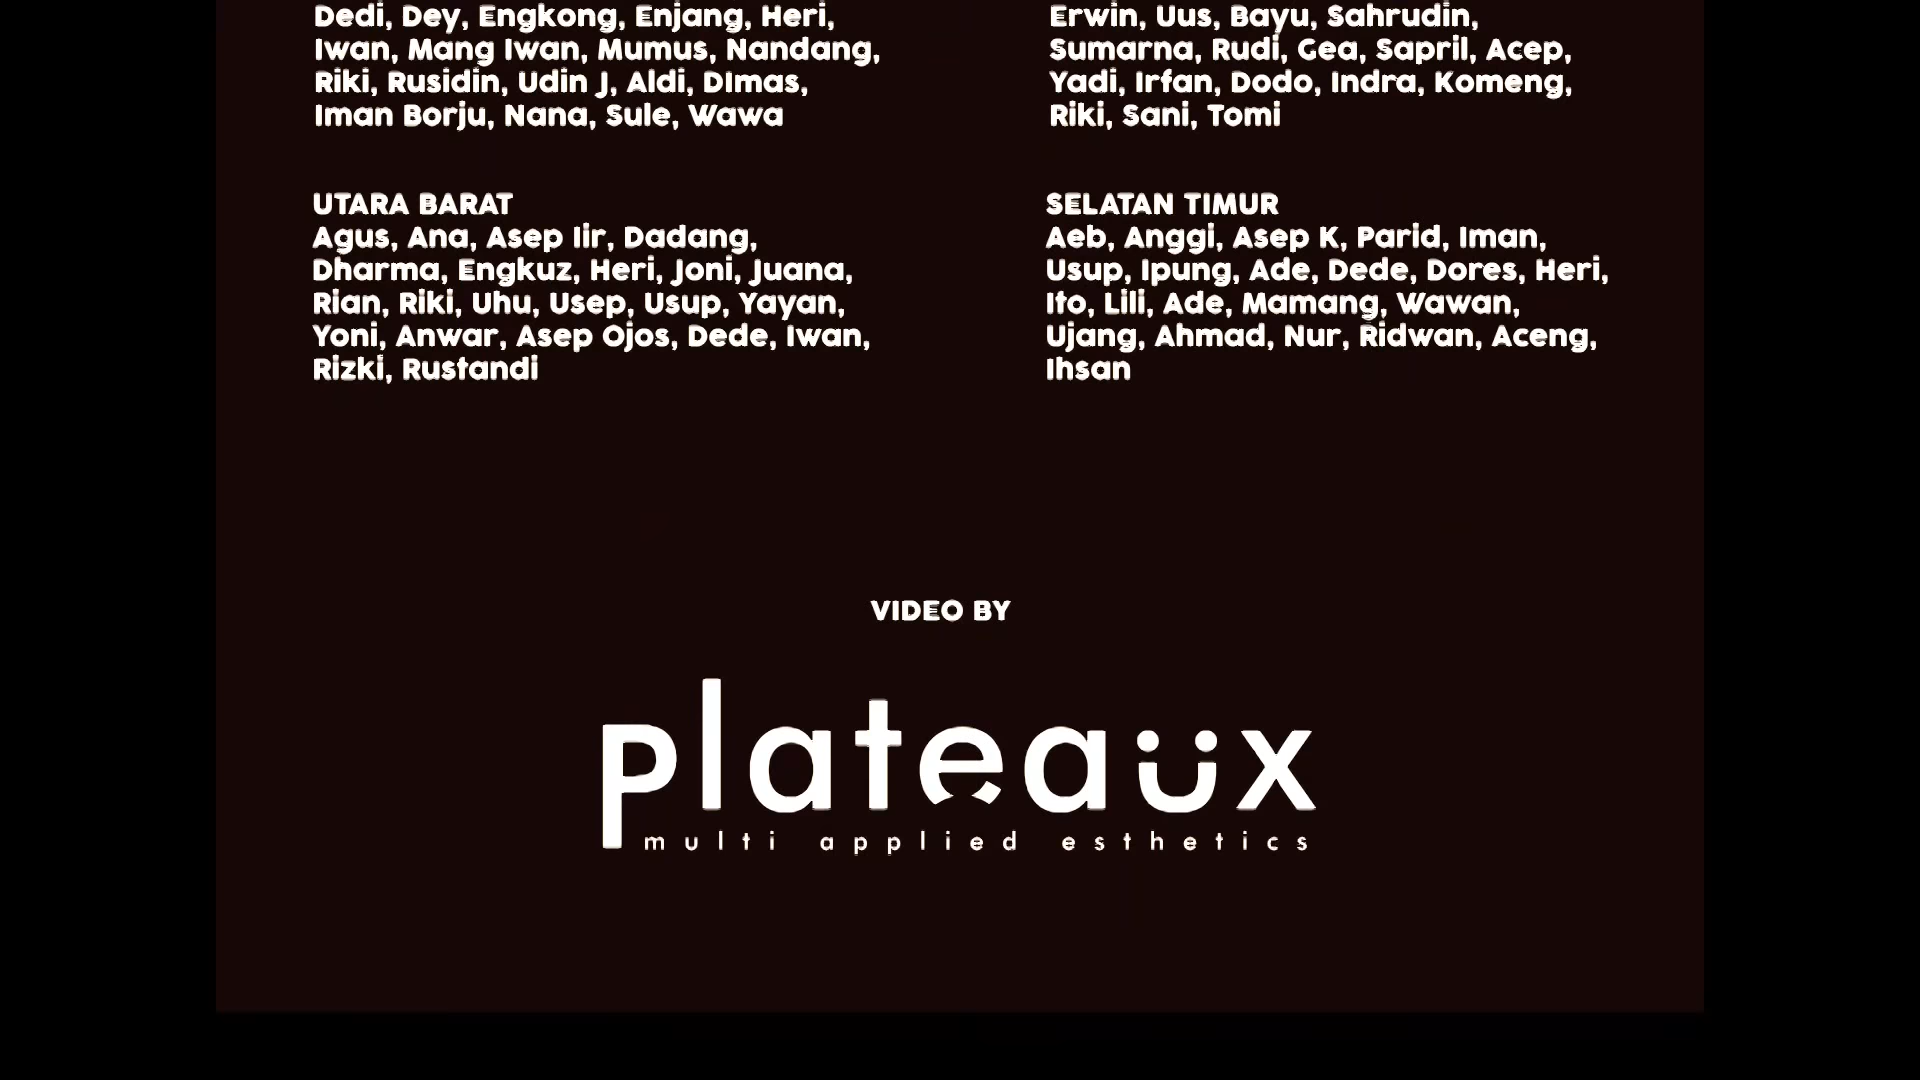 Dedi, Dey, Engkong, Enjang, Heri,
Iwan, Mang Iwan, Mumus, Nandang,
Riki, Rusidin, Udin J, Aldi, DImas,
Iman Borju, Nana, Sule, Wawa
Erwin, Uus, Bayu, Sahrudin,
Sumarna, Rudi, Gea, Sapril, Acep,
Yadi, Irfan, Dodo, Indra, Komeng,
Riki, Sani, Tomi
UTARA BARAT
Agus, Ana, Asep Iir, Dadang,
Dharma, Engkuz, Heri, Joni, Juana,
Rian, Riki, Uhu, Usep, Usup, Yayan,
Yoni, Anwar, Asep Ojos, Dede, Iwan,
Rizki, Rustandi
SELATAN TIMUR
Aeb, Anggi, Asep K, Parid, Iman,
Usup, Ipung, Ade, Dede, Dores, Heri,
Ito, Lili, Ade, Mamang, Wawan,
Ujang, Ahmad, Nur, Ridwan, Aceng,
Ihsan
VIDEO BY
plateaüx
multi applied esthetics